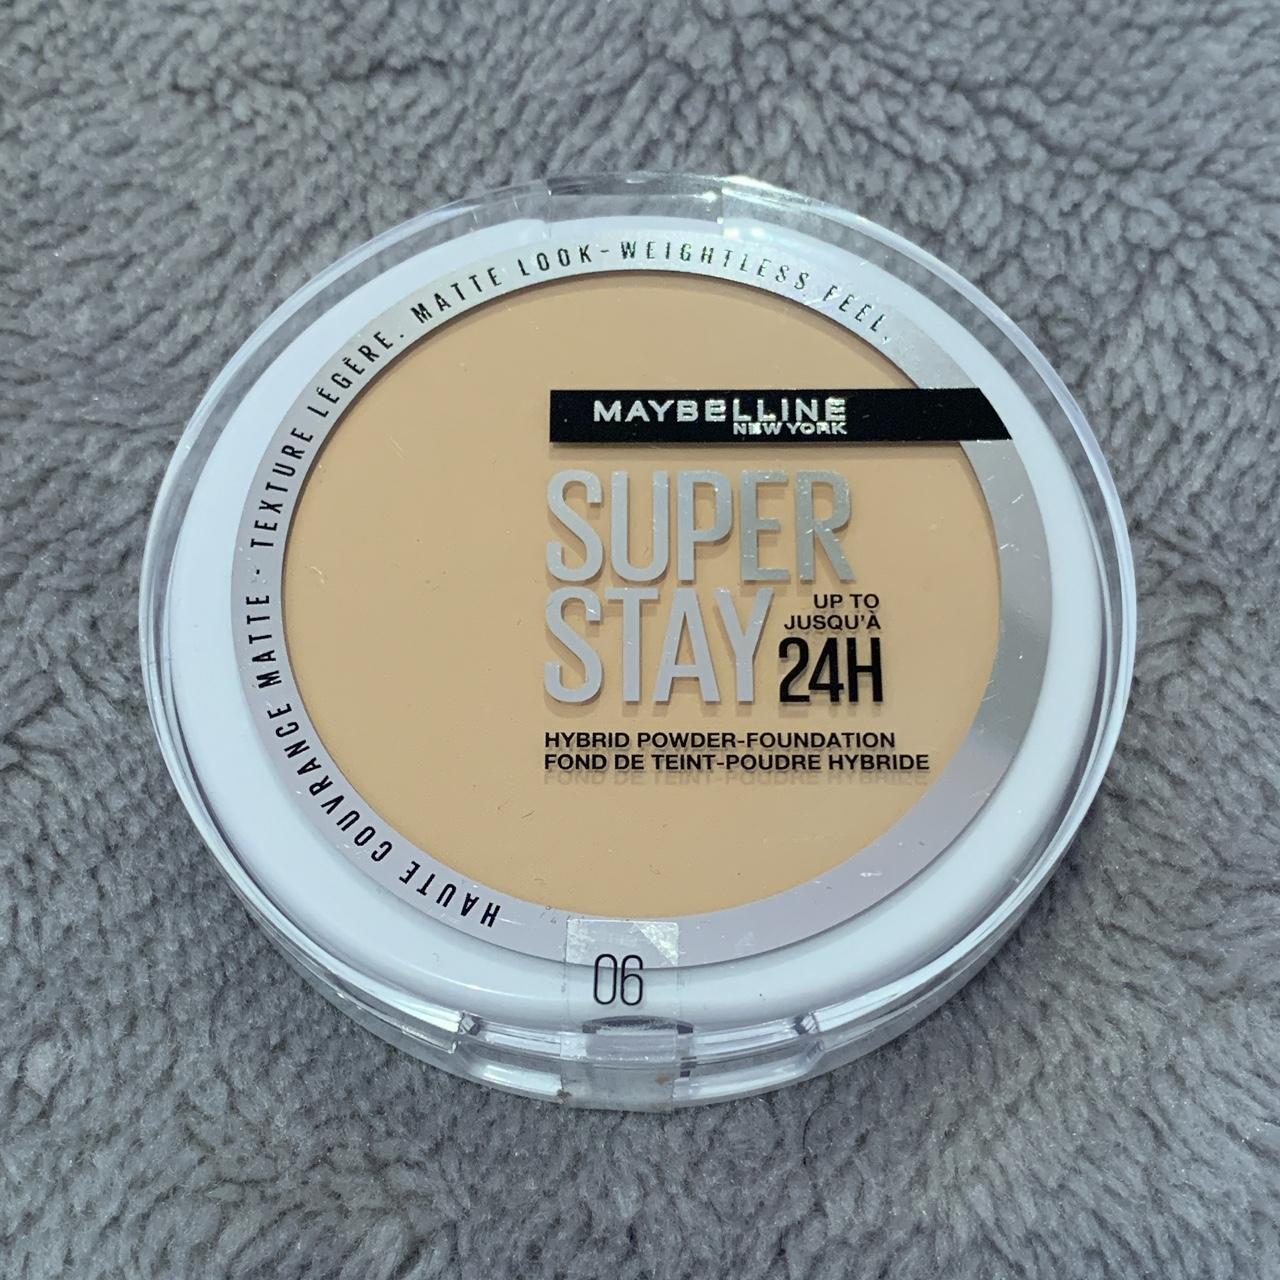 HAUTE COUVRANCE MATTE - TEXTURE LÉGÈRE. MATTE LOOK - WEIGHTLESS FEEL.
MAYBELLINE
NEW YORK
SUPER
STAY
UP TO
JUSQU'À
24H
HYBRID POWDER-FOUNDATION
FOND DE TEINT-POUDRE HYBRIDE
06